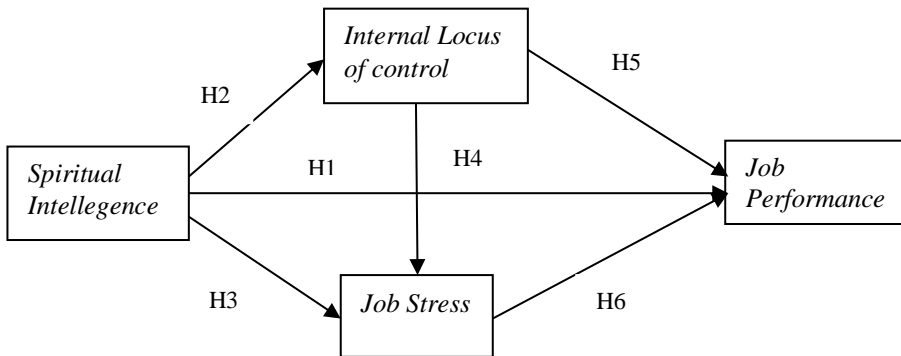 Internal Locus
of control
H5
H2
H4
H1
Spiritual
Intellegence
Job
Performance
H3
Job Stress
H6